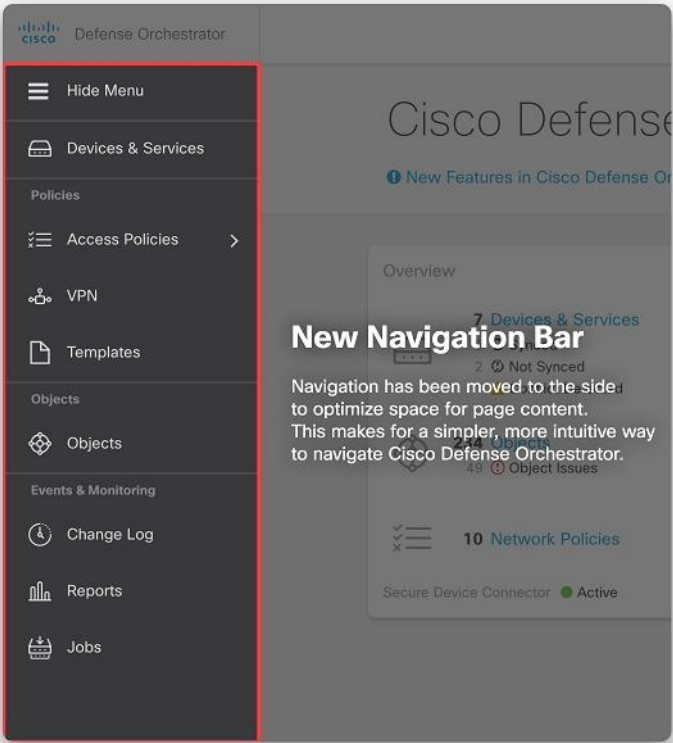 CISCO
Defense Orchestrator
Hide Menu
Devices & Services
Policies
Access Policies
VPN
Templates
Objects
Objects
Events & Monitoring
Change Log
Reports
Jobs
Cisco Defense
New Features in Cisco Defense Or
Overview
7 Devices & Services
2 Not Synced
New Navigation Bar
Navigation has been moved to the side
to optimize space for page content.
This makes for a simpler, more intuitive way
to navigate Cisco Defense Orchestrator.
234 Objects
49 Object Issues
10 Network Policies
Secure Device Connector Active